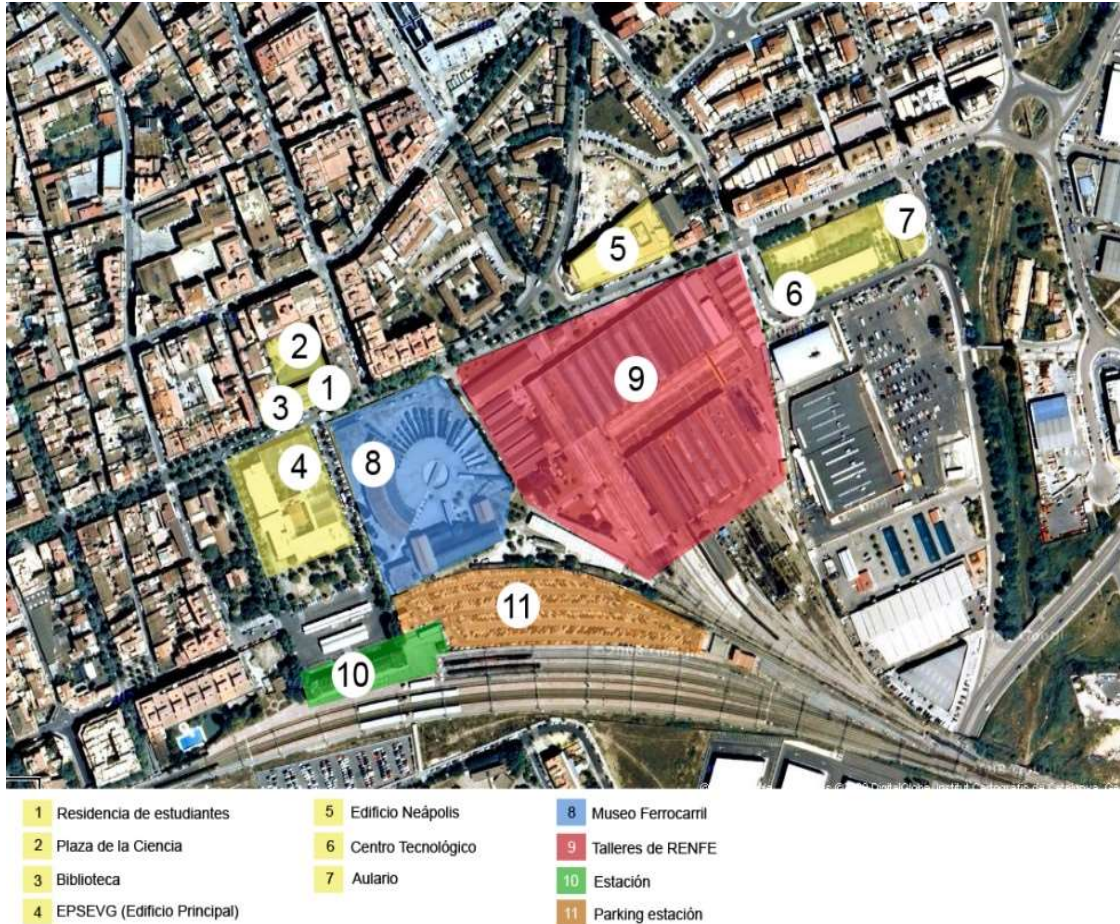 5
7
6
2
1
9
3
4
8
11
10
1 Residencia de estudiantes
2 Plaza de la Ciencia
3 Biblioteca
4 EPSEVG (Edificio Principal)
5 Edificio Neápolis
6 Centro Tecnológico
7 Aulario
8 Museo Ferrocarril
9 Talleres de RENFE
10 Estación
11 Parking estación